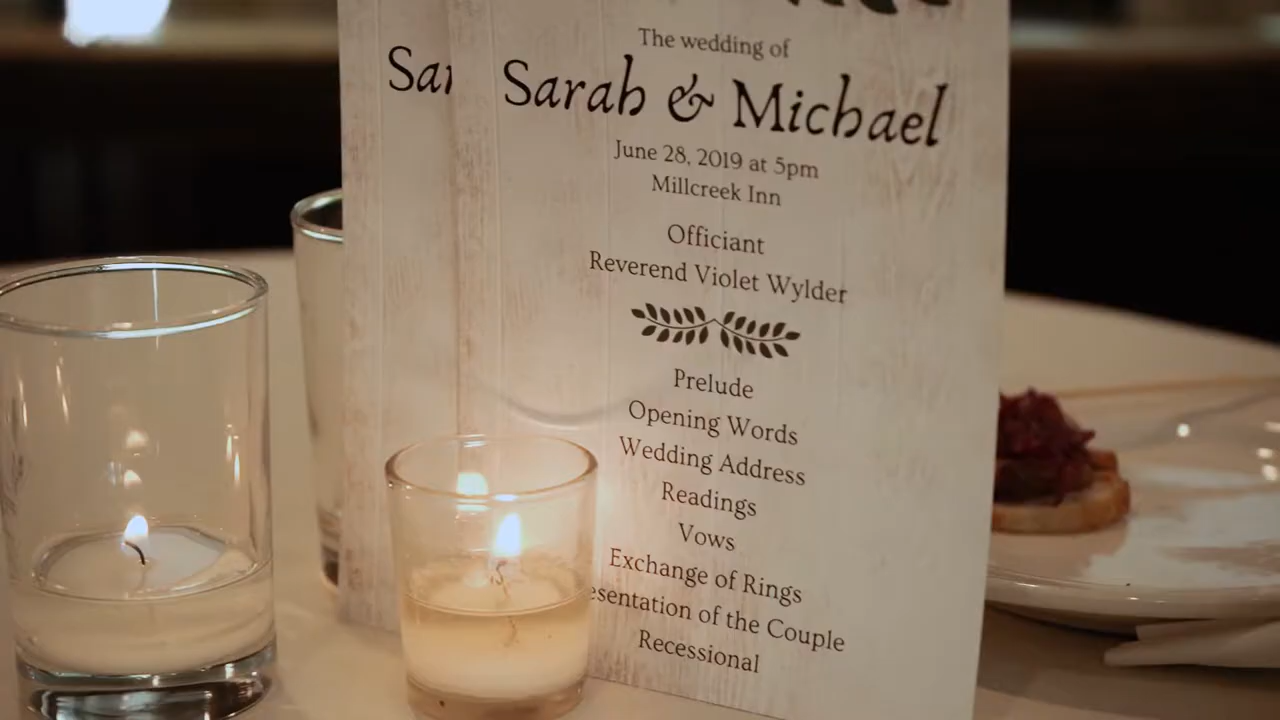 Sar
The wedding of
Sarah & Michael
June 28, 2019 at 5pm
Millcreek Inn
Officiant
Reverend Violet Wylder
Prelude
Opening Words
Wedding Address
Readings
Vows
Exchange of Rings
esentation of the Couple
Recessional